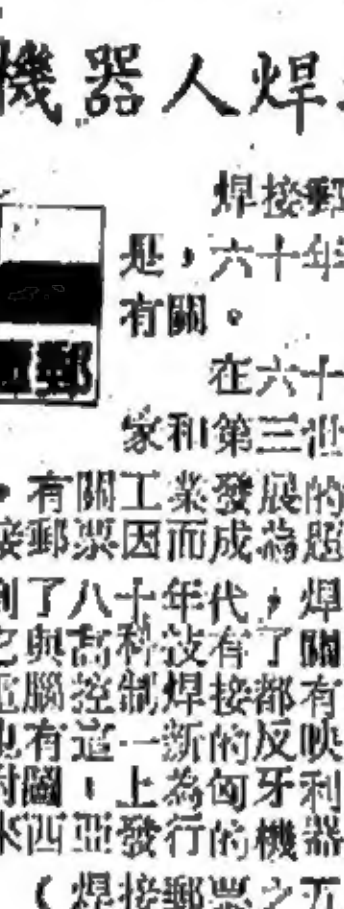 機器人焊
焊接郵
是，六十年
有關。
在六十
家和第三世
郵
，有關工業發展的
接郵票因而成為題
到了八十年代，焊
與高科技有了關
電腦控制焊接都有
也有這一新的反映
附圖：上為匈牙利
來西亞發行的機器
（焊接郵票之五